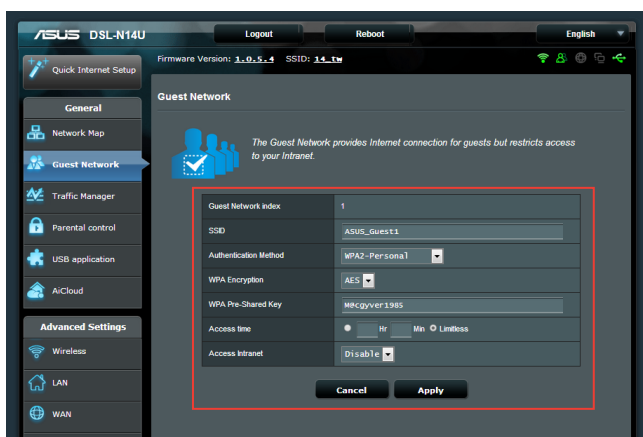 ASUS DSL-N14U
Logout
Reboot
English
Firmware Version: 1.0.5.4 SSID: 14_tw
Quick Internet Setup
General
Network Map
Guest Network
Traffic Manager
Parental control
USB application
AiCloud
Advanced Settings
Wireless
LAN
WAN
Guest Network
The Guest Network provides Internet connection for guests but restricts access
to your Intranet.
Guest Network index 1
SSID ASUS_Guest1
Authentication Method WPA2-Personal
WPA Encryption AES
WPA Pre-Shared Key M@cgyver1985
Access time Hr Min Limitless
Access Intranet Disable
Cancel Apply